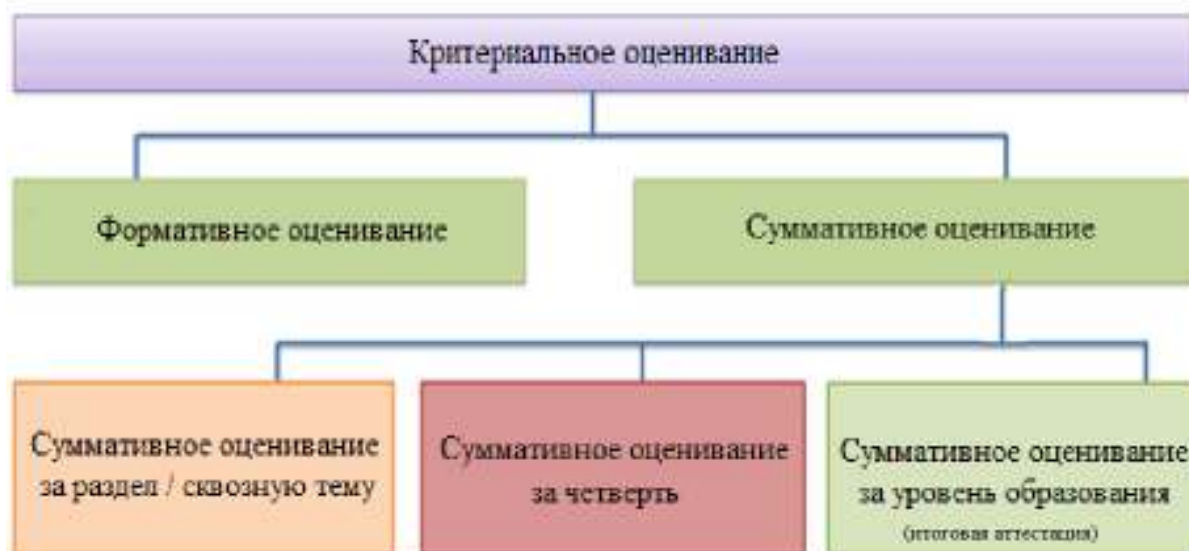 Критериальное оценивание
Формативное оценивание
Суммативное оценивание
Суммативное оценивание
за раздел / сквозную тему
Суммативное оценивание
за четверть
Суммативное оценивание
за уровень образования
(итоговая аттестация)